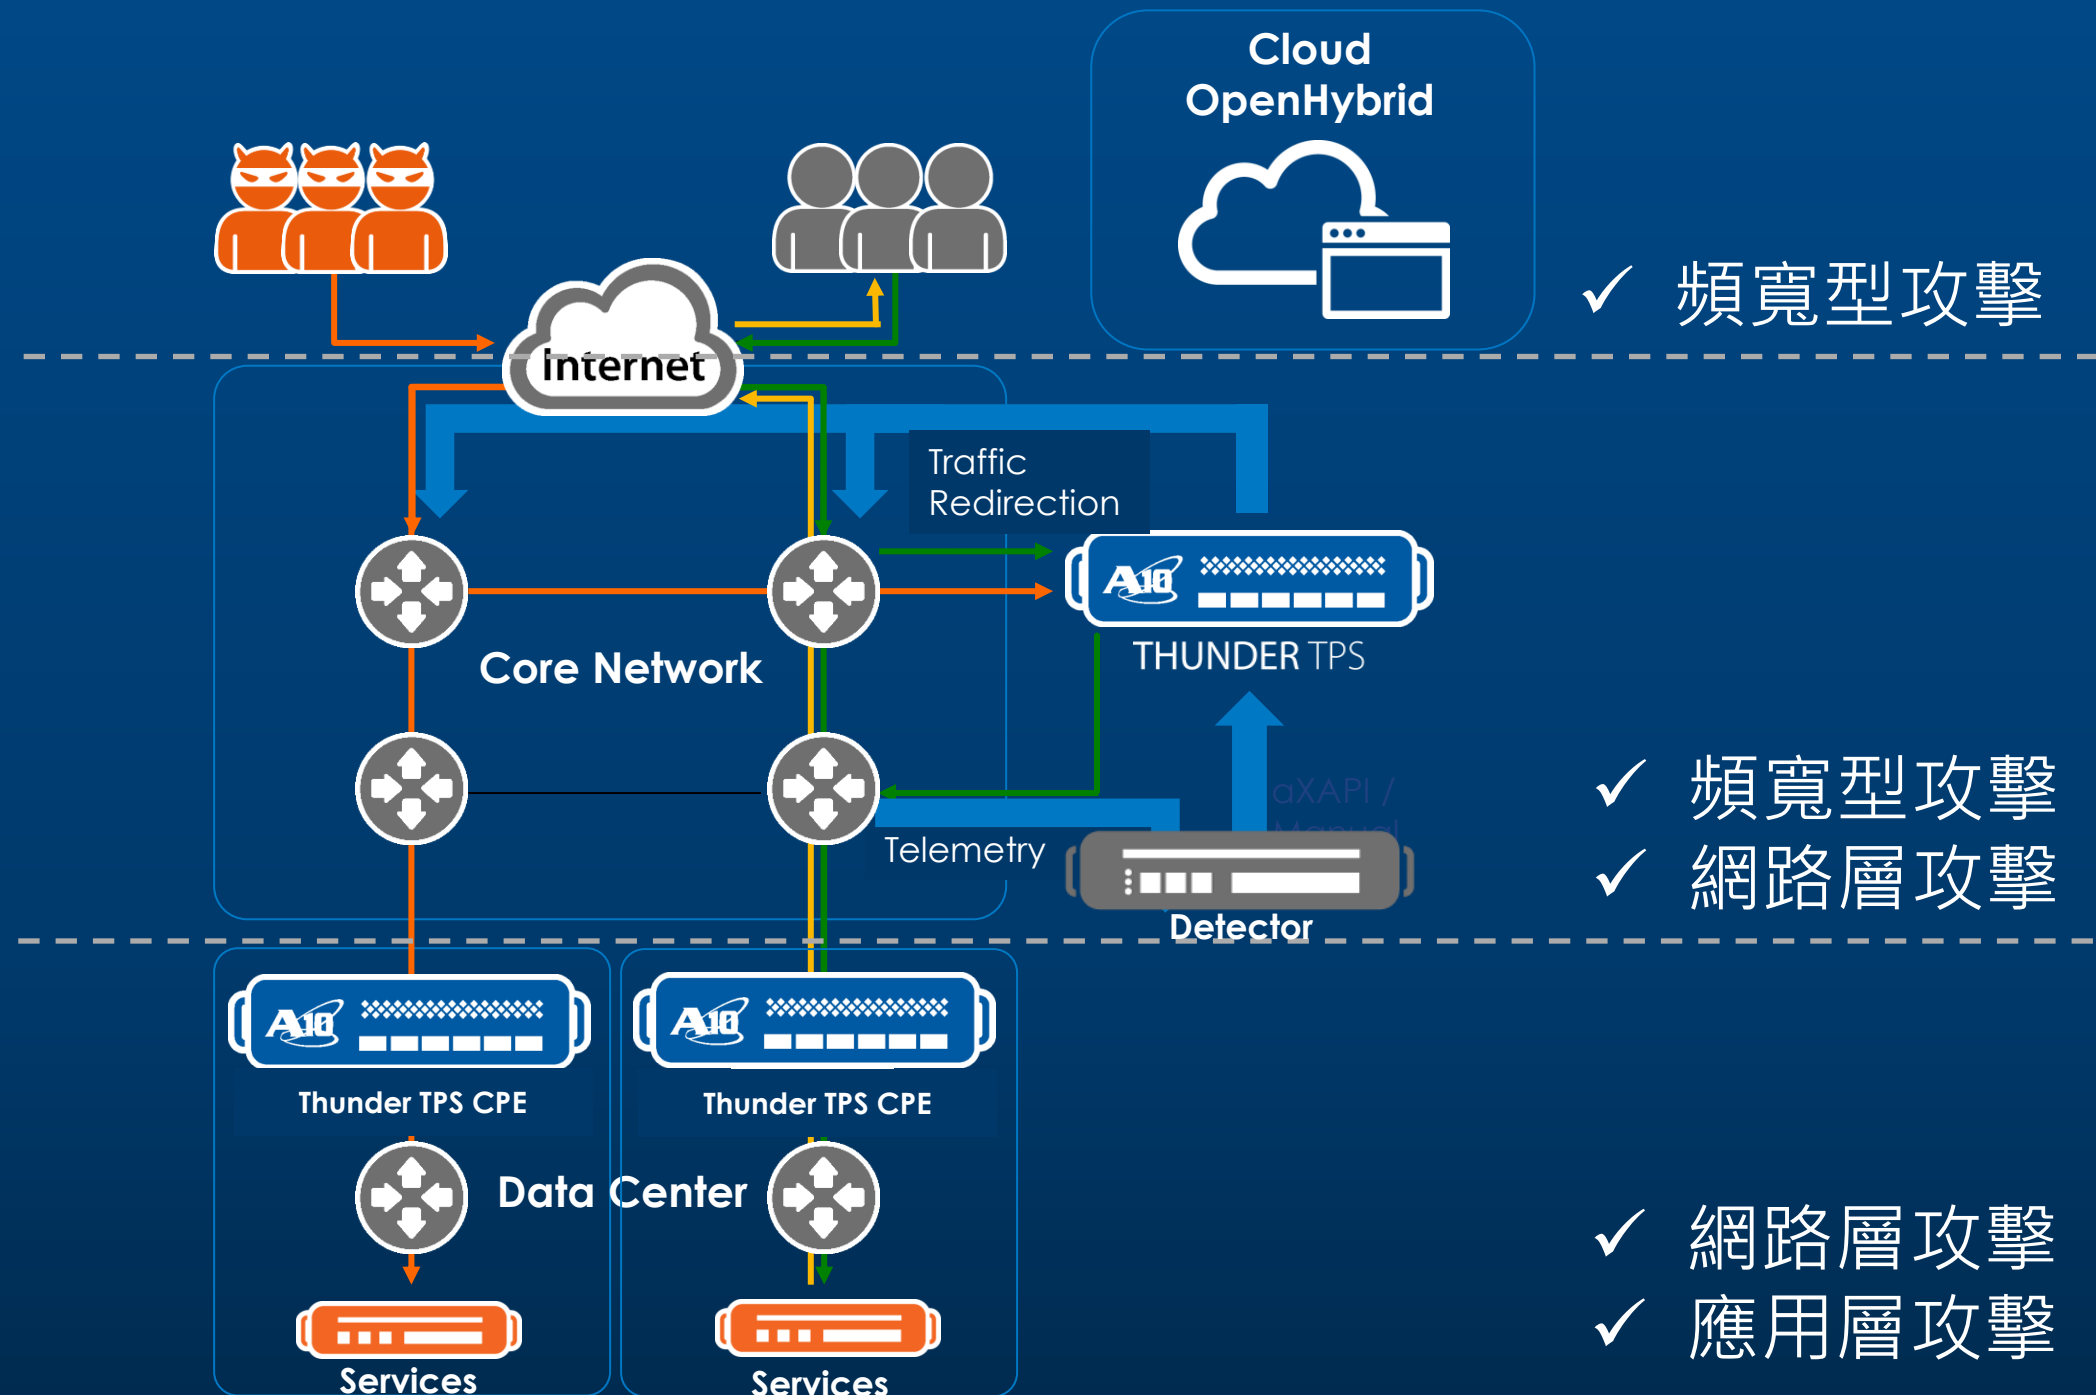 Cloud
OpenHybrid
✓ 頻寬型攻擊
Internet
Traffic
Redirection
A10
THUNDER TPS
Core Network
aXAPI /
Manual
✓ 頻寬型攻擊
Telemetry
✓ 網路層攻擊
Detector
A10
A10
Thunder TPS CPE
Thunder TPS CPE
Data Center
✓ 網路層攻擊
✓ 應用層攻擊
Services
Services